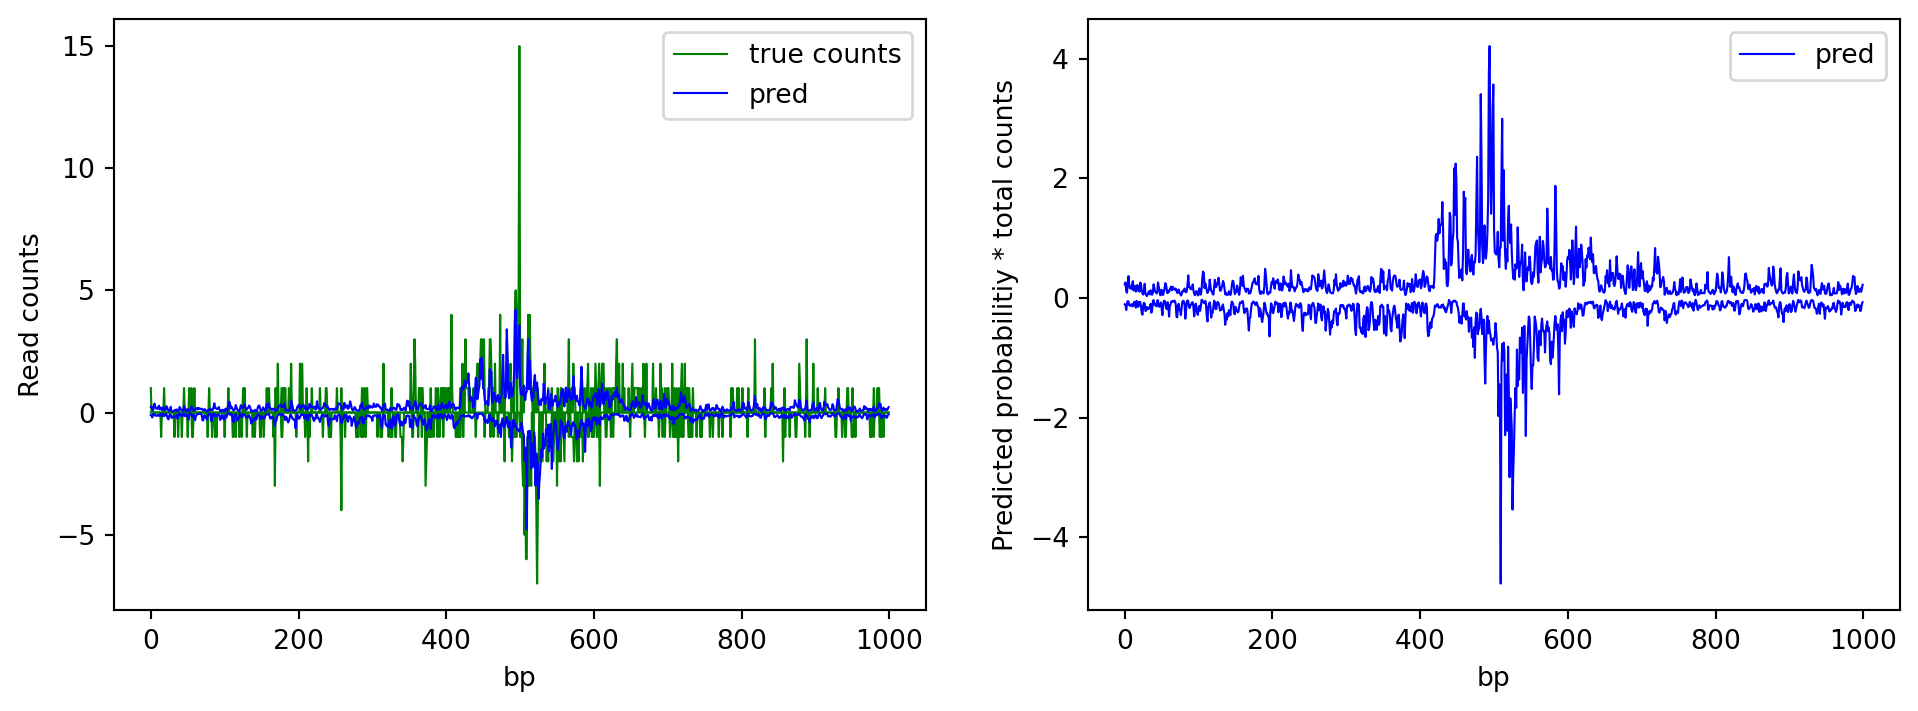 15
10
5
0
−5
Read counts
true counts
pred
0 200 400 600 800 1000
bp
4
2
0
−2
−4
Predicted probabilitiy * total counts
pred
0 200 400 600 800 1000
bp